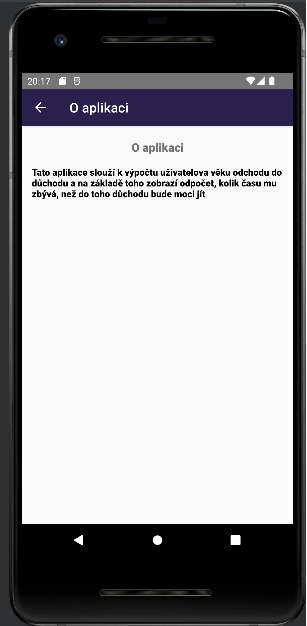 20:17
O aplikaci
O aplikaci
Tato aplikace slouží k výpočtu uživatelova věku odchodu do
důchodu a na základě toho zobrazí odpočet, kolik času mu
zbývá, než do toho důchodu bude moci jít